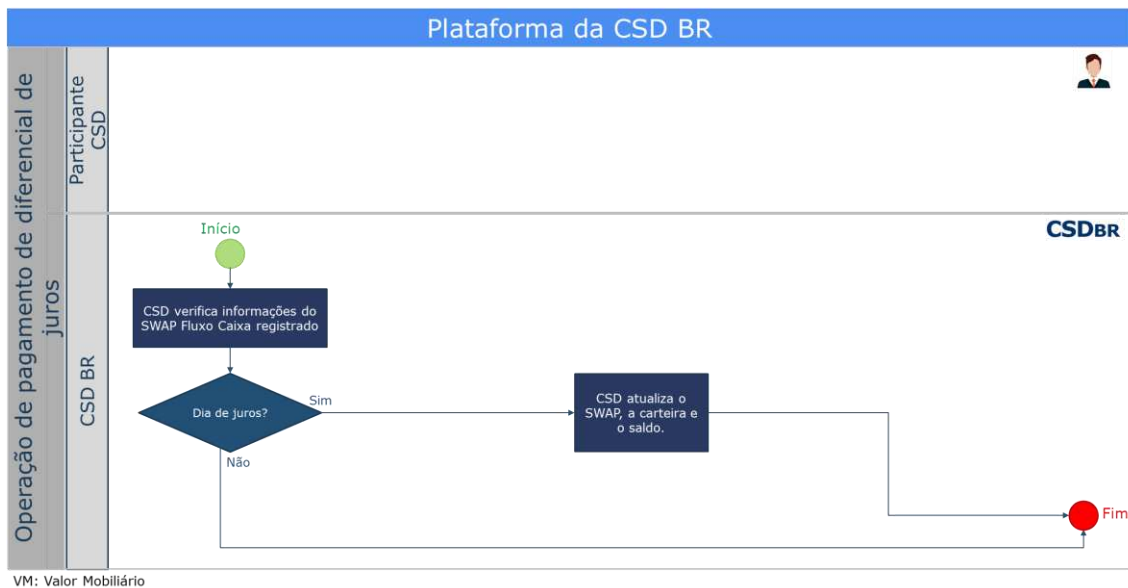 Plataforma da CSD BR
Operação de pagamento de diferencial de
juros
Participante
CSD
CSD BR
CSDBR
Início
CSD verifica informações do
SWAP Fluxo Caixa registrado
Dia de juros?
Sim
Não
CSD atualiza o
SWAP, a carteira e
o saldo.
Fim
VM: Valor Mobiliário